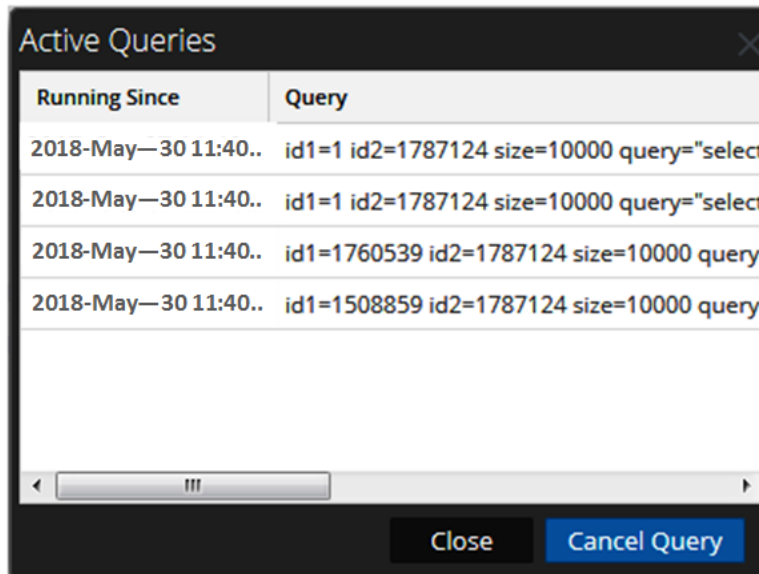 Active Queries
Running Since Query
2018-May—30 11:40.. id1=1 id2=1787124 size=10000 query="select
2018-May—30 11:40.. id1=1 id2=1787124 size=10000 query="select
2018-May—30 11:40.. id1=1760539 id2=1787124 size=10000 query
2018-May—30 11:40.. id1=1508859 id2=1787124 size=10000 query
Close Cancel Query